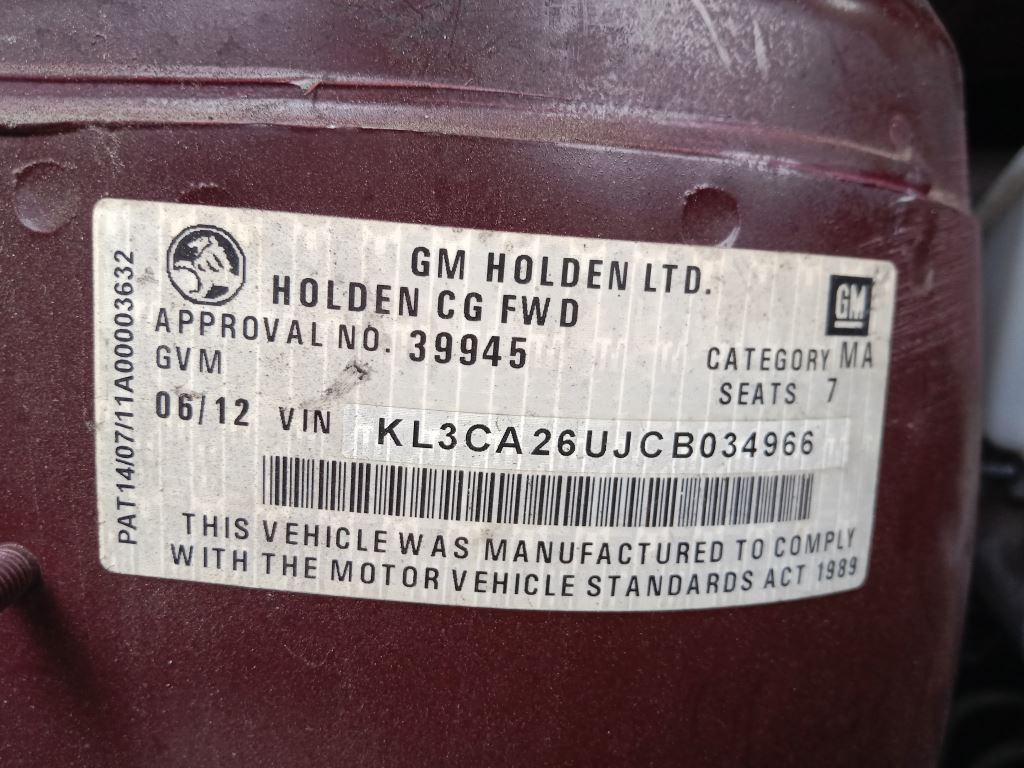 GM HOLDEN LTD.
HOLDEN CG FWD
GM
APPROVAL NO. 39945
CATEGORY MA
GVM
SEATS 7
06/12 VIN KL3CA26UJCB034966
THIS VEHICLE WAS MANUFACTURED TO COMPLY
WITH THE MOTOR VEHICLE STANDARDS ACT 1989
PAT14/07/11A00003632